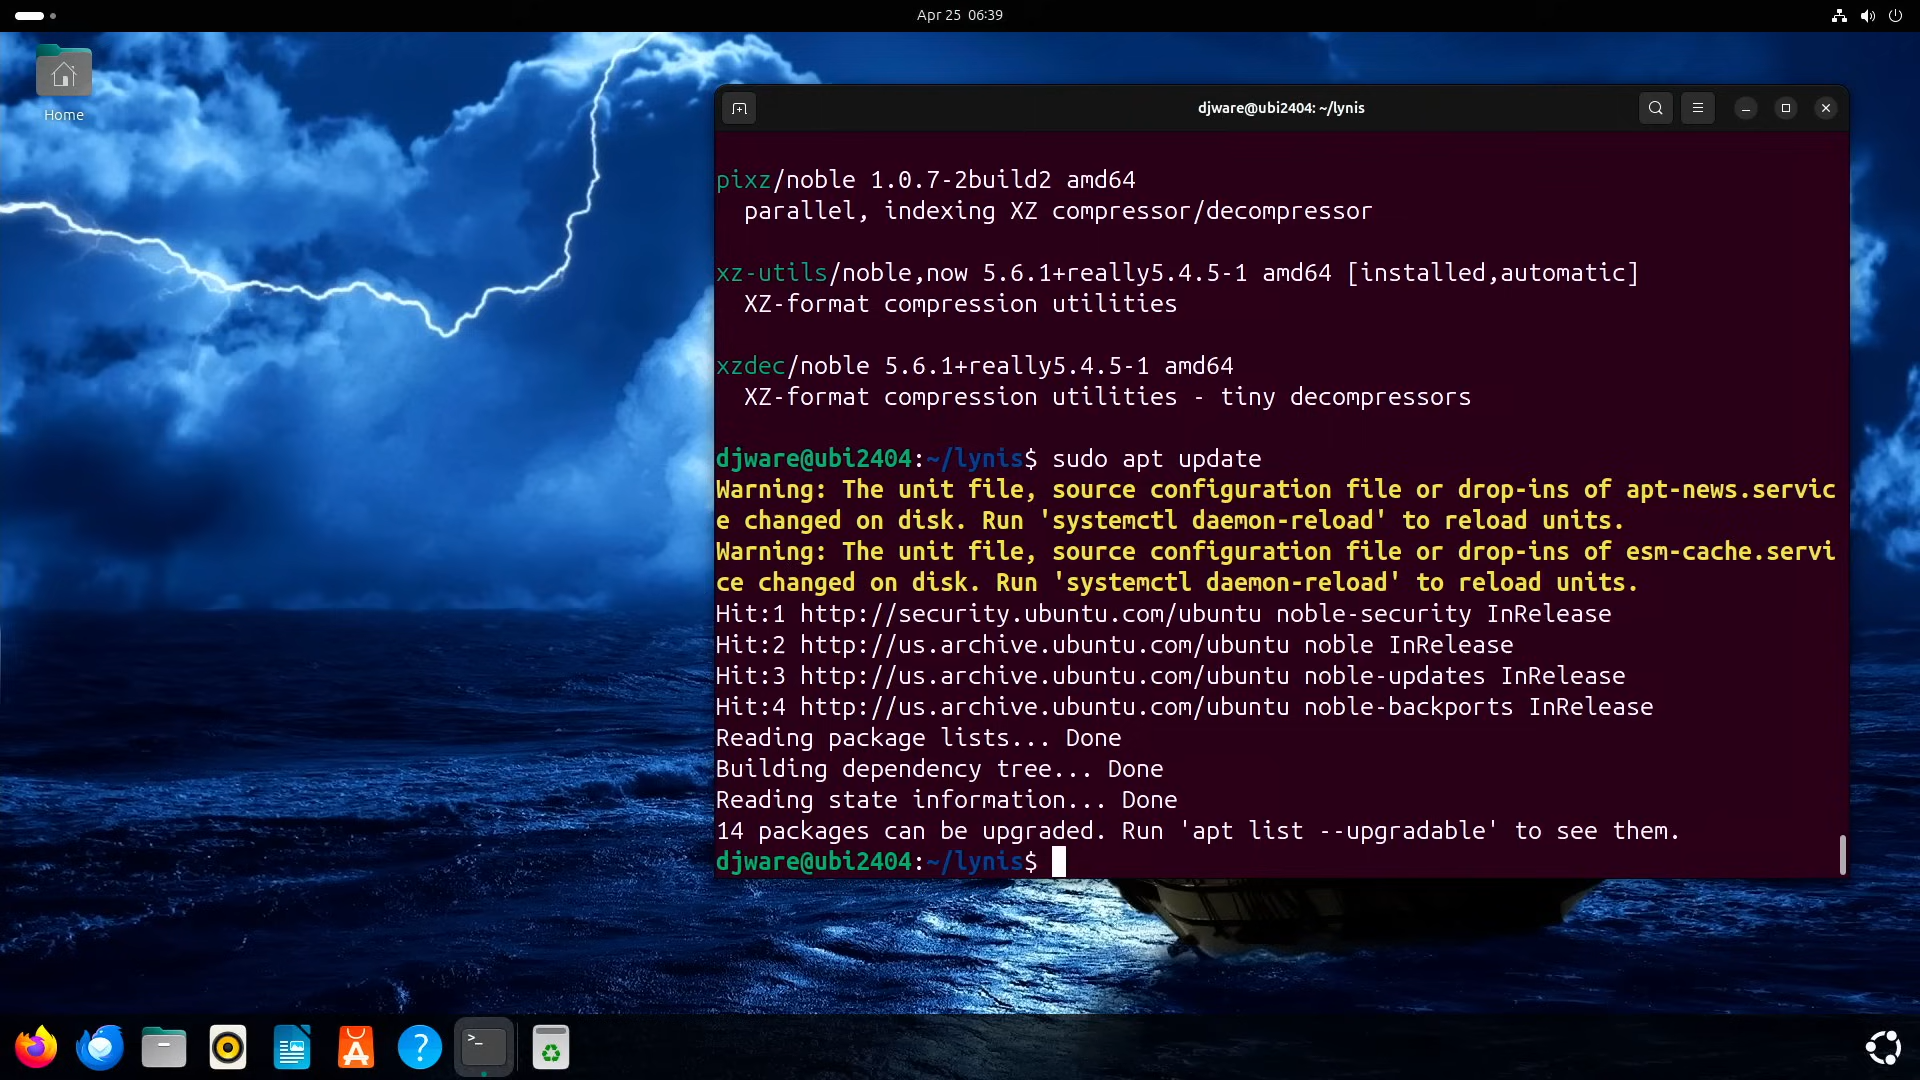 Apr 25 06:39
Home
djware@ubi2404: ~/lynis
pixz/noble 1.0.7-2build2 amd64
  parallel, indexing XZ compressor/decompressor
xz-utils/noble,now 5.6.1+really5.4.5-1 amd64 [installed,automatic]
  XZ-format compression utilities
xzdec/noble 5.6.1+really5.4.5-1 amd64
  XZ-format compression utilities - tiny decompressors
djware@ubi2404:~/lynis$ sudo apt update
Warning: The unit file, source configuration file or drop-ins of apt-news.servic
e changed on disk. Run 'systemctl daemon-reload' to reload units.
Warning: The unit file, source configuration file or drop-ins of esm-cache.servi
ce changed on disk. Run 'systemctl daemon-reload' to reload units.
Hit:1 http://security.ubuntu.com/ubuntu noble-security InRelease
Hit:2 http://us.archive.ubuntu.com/ubuntu noble InRelease
Hit:3 http://us.archive.ubuntu.com/ubuntu noble-updates InRelease
Hit:4 http://us.archive.ubuntu.com/ubuntu noble-backports InRelease
Reading package lists... Done
Building dependency tree... Done
Reading state information... Done
14 packages can be upgraded. Run 'apt list --upgradable' to see them.
djware@ubi2404:~/lynis$